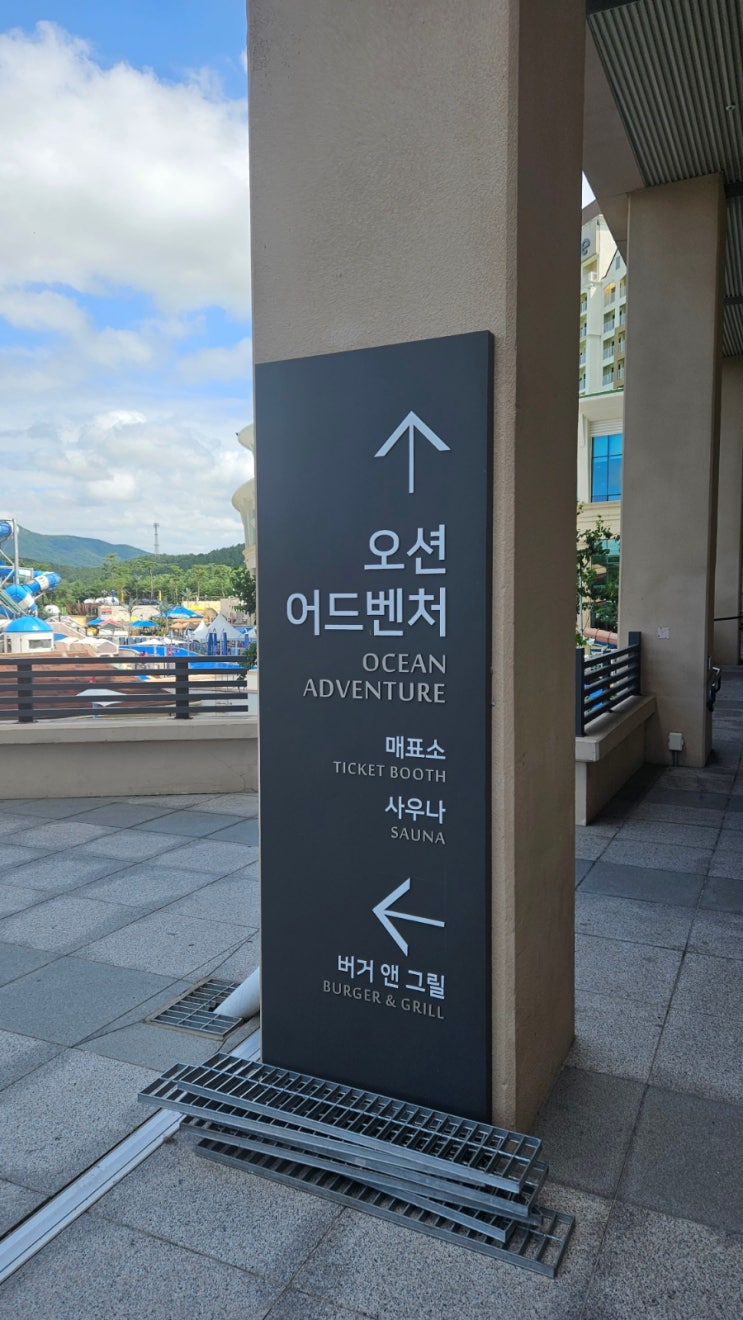 오션
어드벤처
OCEAN
ADVENTURE
매표소
TICKET BOOTH
사우나
SAUNA
버거 앤 그릴
BURGER & GRILL